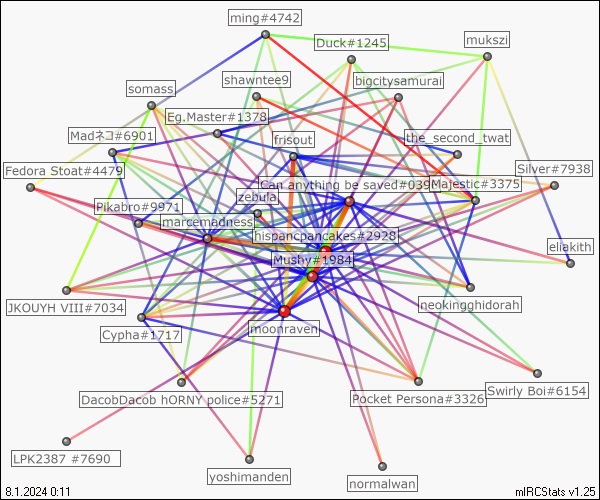 ming#4742
Duck#1245
mukszi
shawntee9
bigcitysamurai
somass
Eg.Master#1378
Madネコ#6901
frisout
the_second_twat
Fedora Stoat#4479
Silver#7938
Can anything be saved#039
Majestic#3375
zebula
Pikabro#9971
marcemadness
hispancpancakes#2928
eliakith
Mushy#1984
JKOUYH VIII#7034
neokingghidorah
moonraven
Cypha#1717
DacobDacob hORNY police#5271
Pocket Persona#3326
Swirly Boi#6154
LPK2387 #7690
yoshimanden
normalwan
8.1.2024 0:11
mIRCStats v1.25